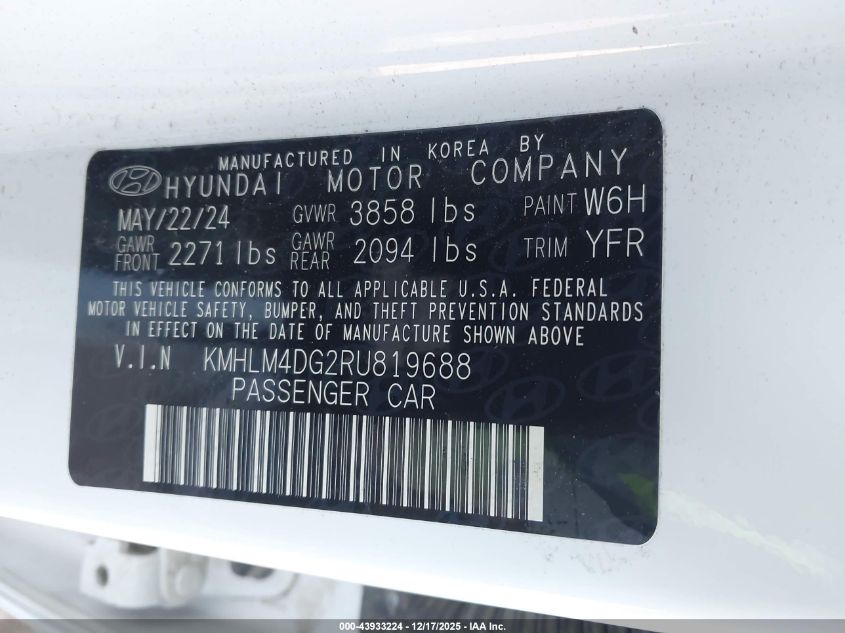 MANUFACTURED IN KOREA BY
HYUNDAI MOTOR COMPANY
MAY/22/24 GVWR 3858 lbs PAINT W6H
GAWR FRONT 2271 lbs GAWR REAR 2094 lbs TRIM YFR
THIS VEHICLE CONFORMS TO ALL APPLICABLE U.S.A. FEDERAL
MOTOR VEHICLE SAFETY, BUMPER, AND THEFT PREVENTION STANDARDS
IN EFFECT ON THE DATE OF MANUFACTURE SHOWN ABOVE
V.I.N KMHLM4DG2RU819688
PASSENGER CAR
000-43933224 - 12/17/2025 - IAA Inc.